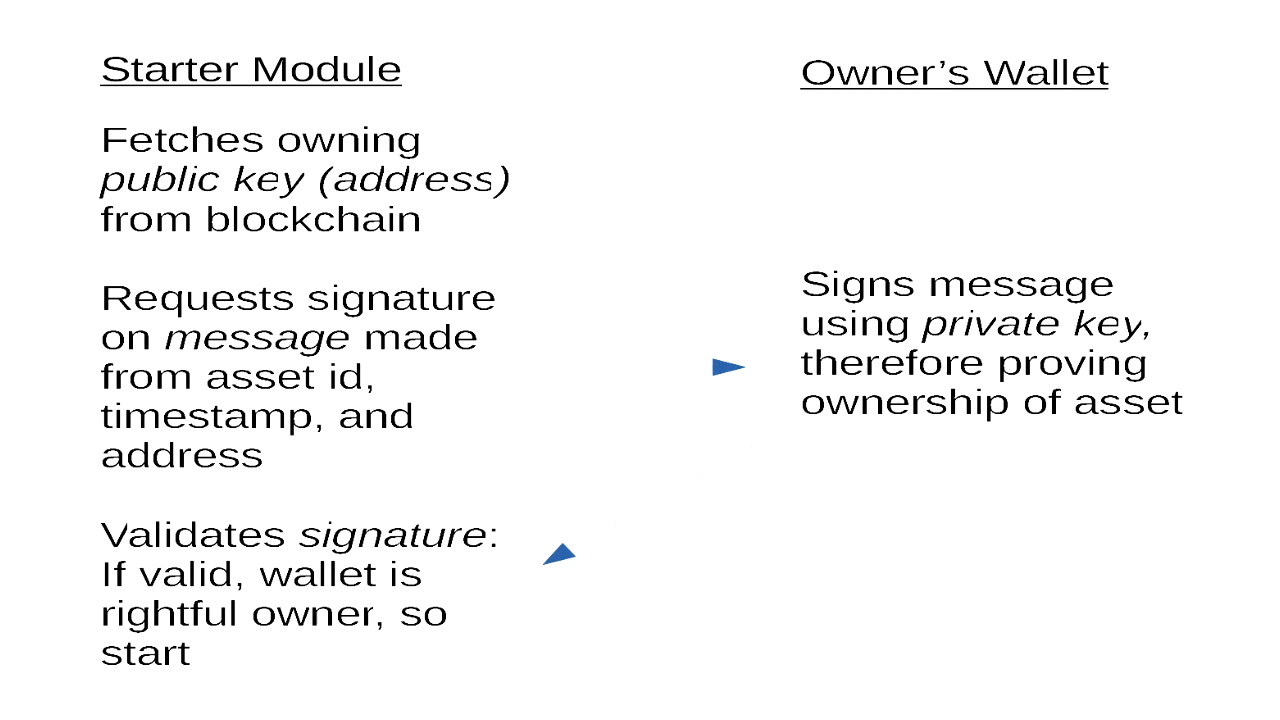 Starter Module
Fetches owning
public key (address)
from blockchain
Requests signature
on message made
from asset id,
timestamp, and
address
Validates signature:
If valid, wallet is
rightful owner, so
start
Owner’s Wallet
Signs message
using private key,
therefore proving
ownership of asset